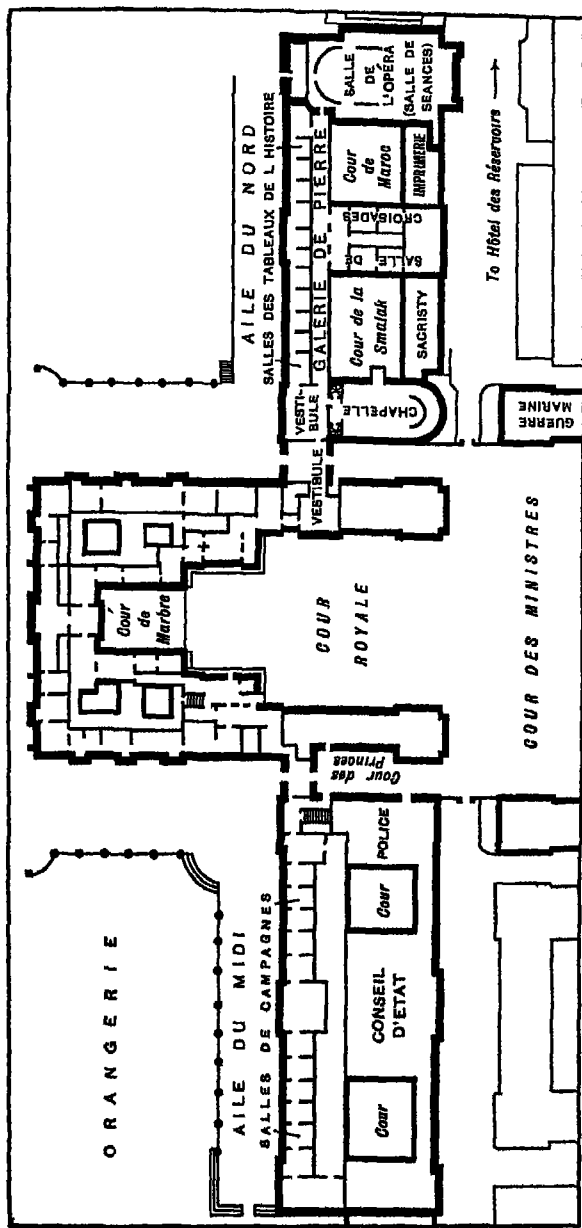 ORANGERIE
AILE DU MIDI
SALLES DE CAMPAGNES
Cour
CONSEIL
D'ETAT
Cour
POLICE
Cour des
Princes
Cour
de
Marbre
COUR
ROYALE
COUR DES MINISTRES
AILE DU NORD
SALLES DES TABLEAUX DE L'HISTOIRE
GALERIE DE PIERRE
VESTI-
BULE
VESTIBULE
CHAPELLE
Cour de la
Smalah
SACRISTY
SALLE DE CROISADES
Cour
de
Maroc
IMPRIMERIE
SALLE
DE
L'OPÉRA
(SALLE DE
SÉANCES)
To Hôtel des Réservoirs
GUERRE
MARINE